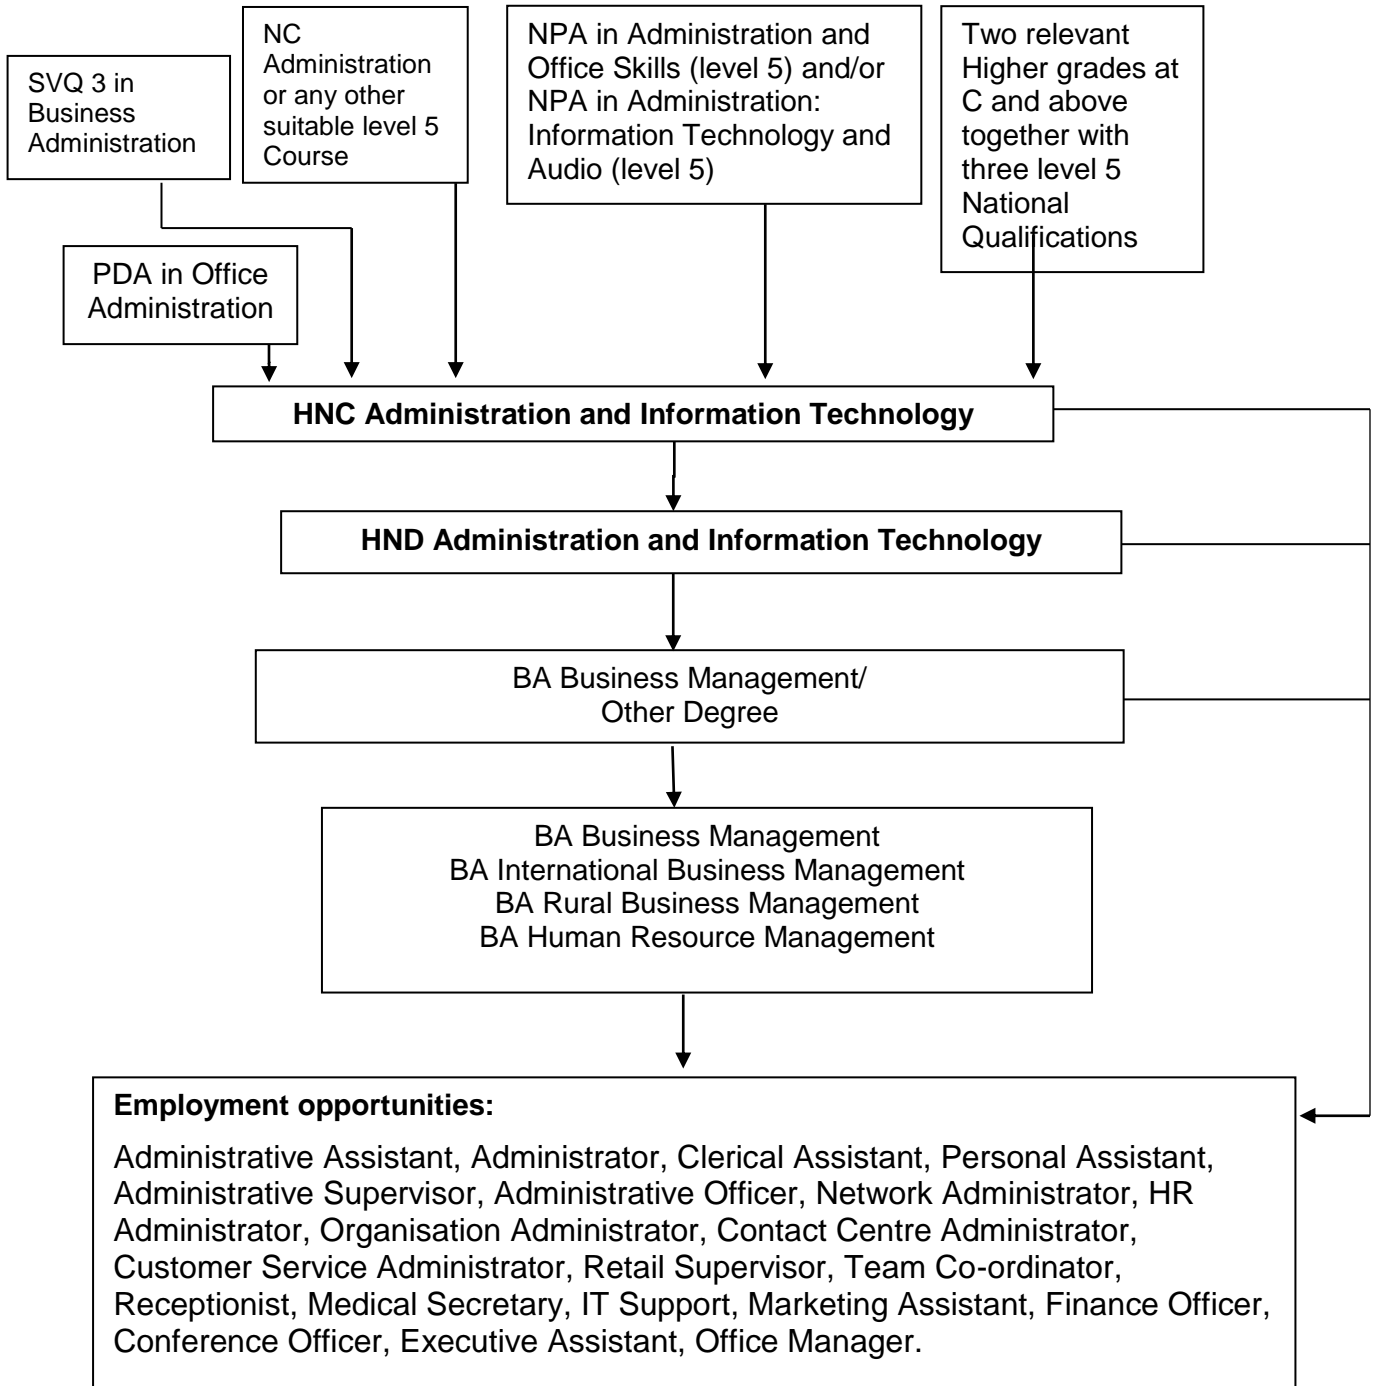 SVQ 3 in
Business
Administration
NC
Administration
or any other
suitable level 5
Course
NPA in Administration and
Office Skills (level 5) and/or
NPA in Administration:
Information Technology and
Audio (level 5)
Two relevant
Higher grades at
C and above
together with
three level 5
National
Qualifications
PDA in Office
Administration
HNC Administration and Information Technology
HND Administration and Information Technology
BA Business Management/
Other Degree
BA Business Management
BA International Business Management
BA Rural Business Management
BA Human Resource Management
Employment opportunities:
Administrative Assistant, Administrator, Clerical Assistant, Personal Assistant,
Administrative Supervisor, Administrative Officer, Network Administrator, HR
Administrator, Organisation Administrator, Contact Centre Administrator,
Customer Service Administrator, Retail Supervisor, Team Co-ordinator,
Receptionist, Medical Secretary, IT Support, Marketing Assistant, Finance Officer,
Conference Officer, Executive Assistant, Office Manager.